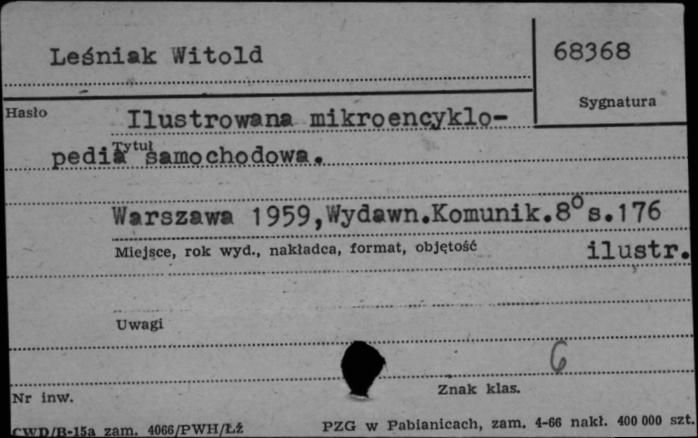 Leśniak Witold
68368
Sygnatura
Hasło
Ilustrowana mikroencyklo-
Tytuł
pedia samochodowa.
Warszawa 1959,Wydawn.Komunik.8° s.176
Miejsce, rok wyd., nakładca, format, objętość
ilustr.
Uwagi
6
Nr inw.
Znak klas.
CWD/B-15a zam. 4066/PWH/Łź
PZG w Pabianicach, zam. 4-66 nakł. 400 000 szt.